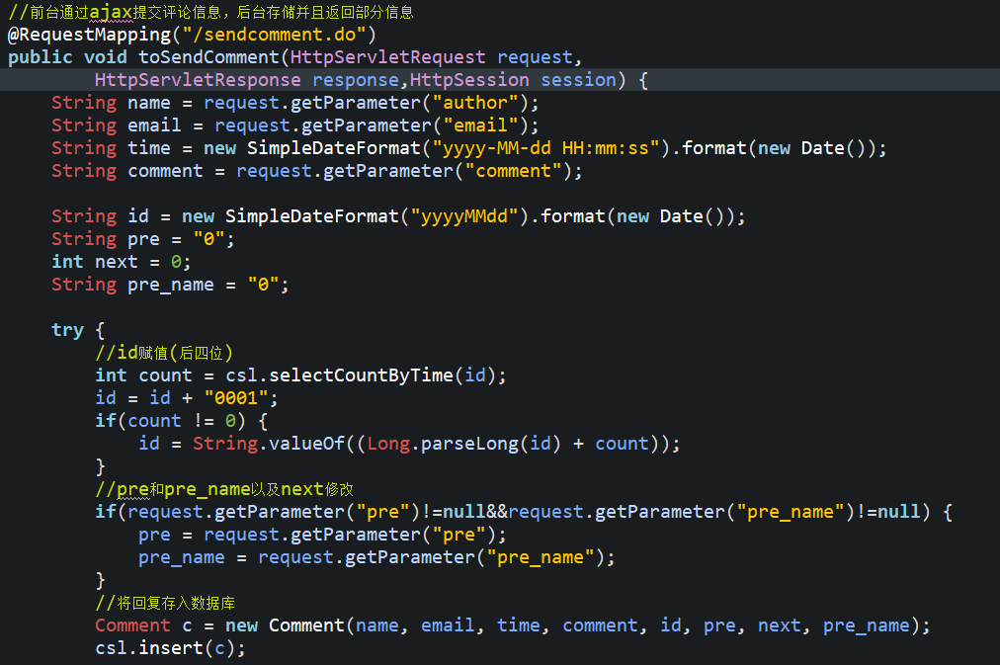 //前台通过ajax提交评论信息，后台存储并且返回部分信息
@RequestMapping("/sendcomment.do")
public void toSendComment(HttpServletRequest request,
HttpServletResponse response,HttpSession session) {
String name = request.getParameter("author");
String email = request.getParameter("email");
String time = new SimpleDateFormat("yyyy-MM-dd HH:mm:ss").format(new Date());
String comment = request.getParameter("comment");
String id = new SimpleDateFormat("yyyyMMdd").format(new Date());
String pre = "0";
int next = 0;
String pre_name = "0";
try {
//id赋值(后四位)
int count = csl.selectCountByTime(id);
id = id + "0001";
if(count != 0) {
id = String.valueOf((Long.parseLong(id) + count));
}
//pre和pre_name以及next修改
if(request.getParameter("pre")!=null&&request.getParameter("pre_name")!=null) {
pre = request.getParameter("pre");
pre_name = request.getParameter("pre_name");
}
//将回复存入数据库
Comment c = new Comment(name, email, time, comment, id, pre, next, pre_name);
csl.insert(c);